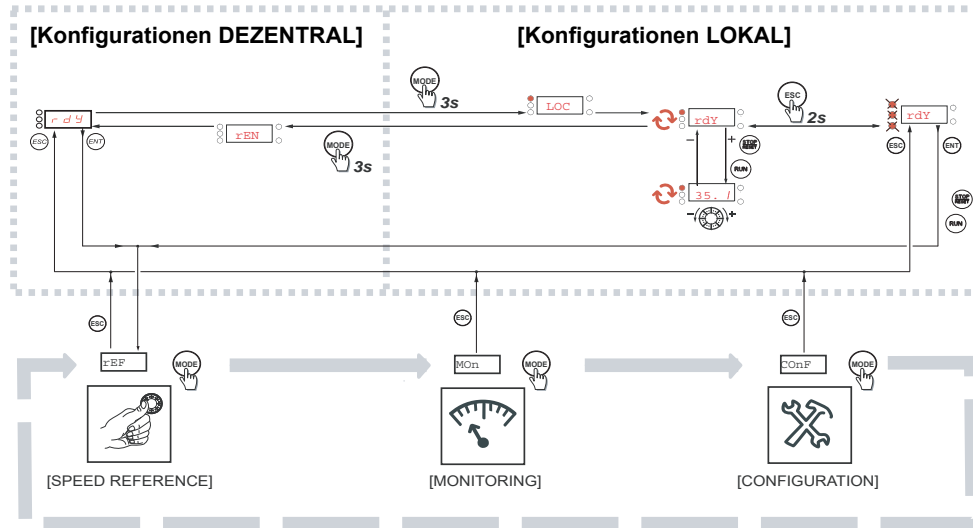 [Konfigurationen DEZENTRAL]
[Konfigurationen LOKAL]
MODE
3s
LOC
ESC
2s
rdY
ESC
ENT
rEN
MODE
3s
rdY
- +
STOP
RESET
RUN
35.1
- +
rdY
ESC
ENT
STOP
RESET
RUN
ESC
ESC
ESC
rEF
MODE
MOn
MODE
COnF
MODE
[SPEED REFERENCE]
[MONITORING]
[CONFIGURATION]